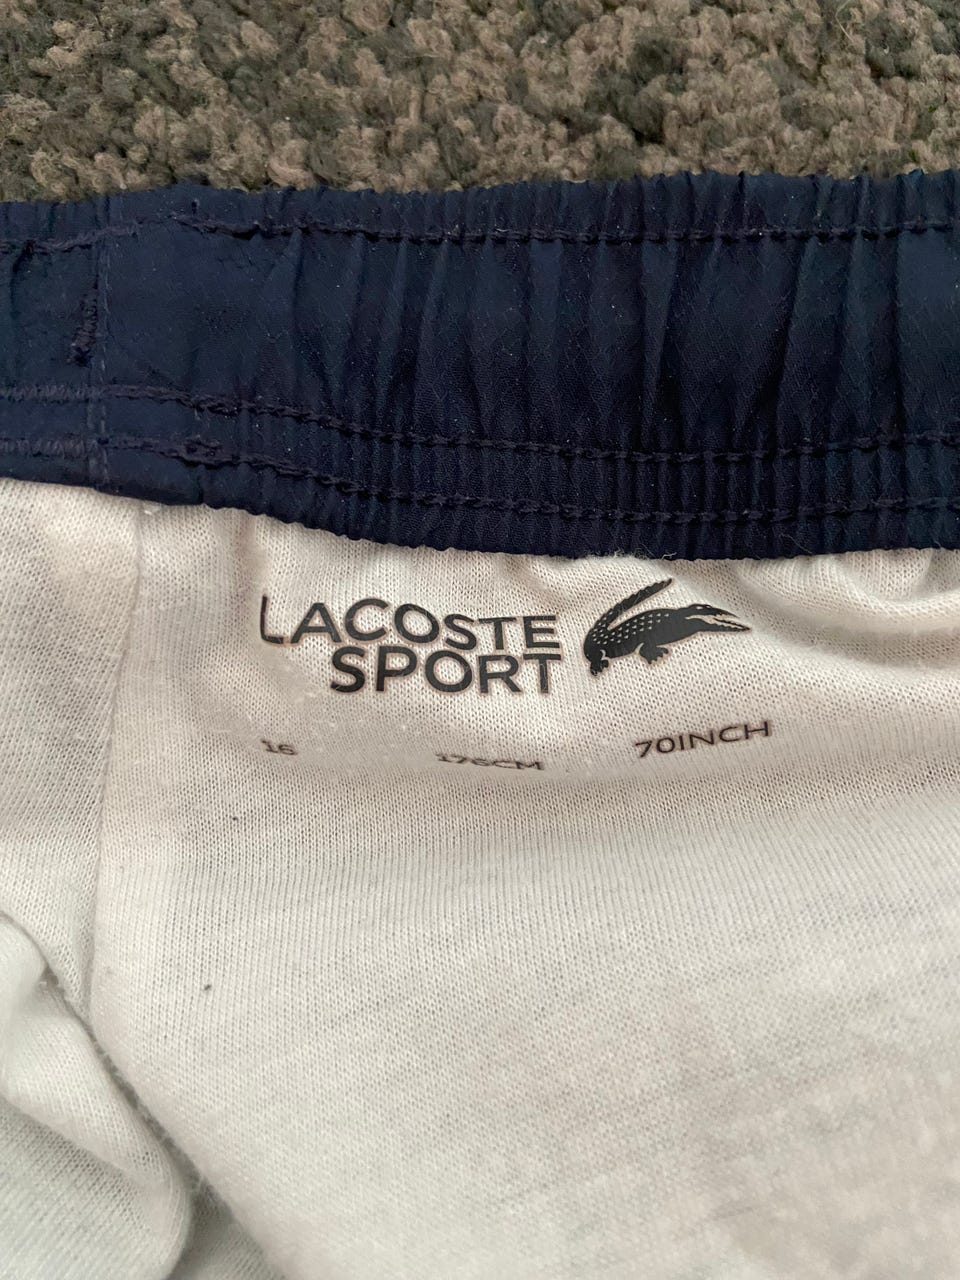 LACOSTE
SPORT
16 176CM 70INCH